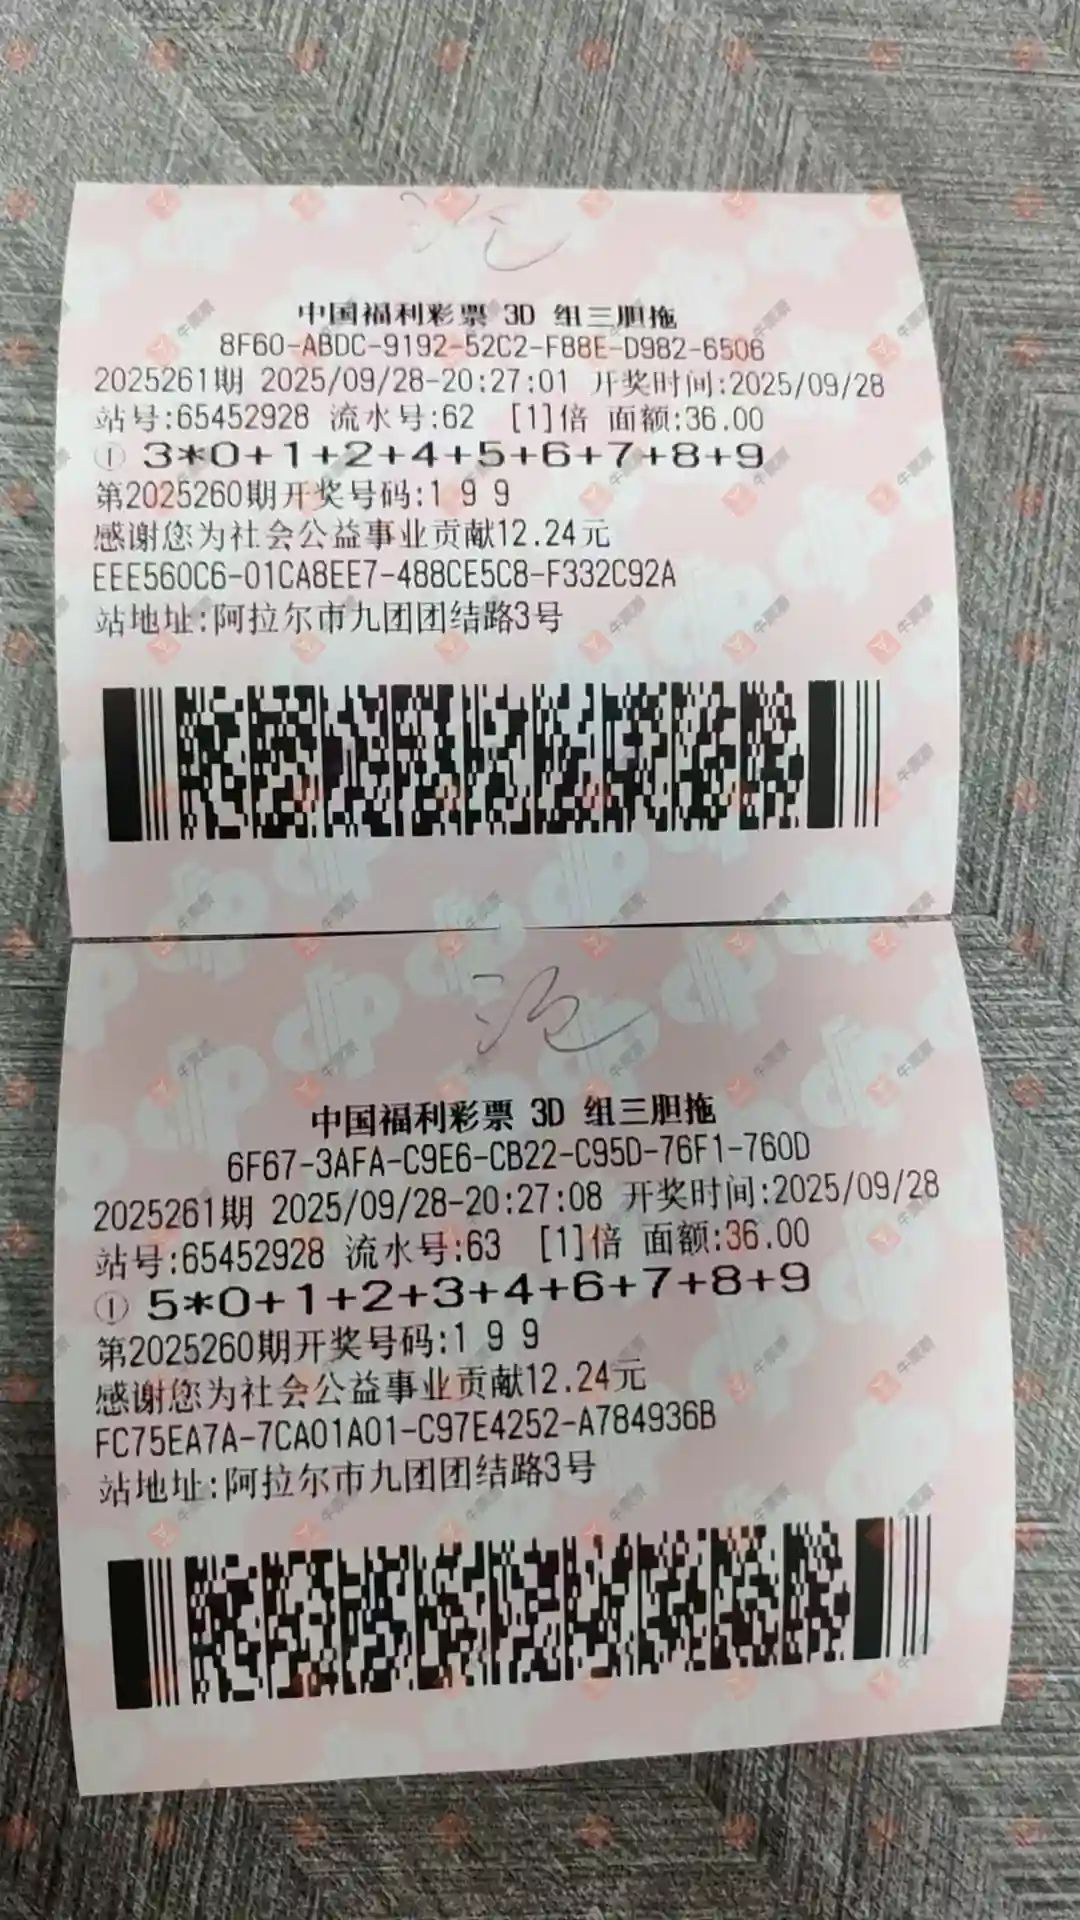 泡
中国福利彩票 3D 组三胆拖
8F60-ABDC-9192-52C2-F88E-D982-6506
2025261期 2025/09/28-20:27:01 开奖时间:2025/09/28
站号:65452928 流水号:62 [1]倍 面额:36.00
① 3*0+1+2+4+5+6+7+8+9
第2025260期开奖号码:1 9 9
感谢您为社会公益事业贡献12.24元
EEE560C6-01CA8EE7-488CE5C8-F332C92A
站地址:阿拉尔市九团团结路3号
泡
中国福利彩票 3D 组三胆拖
6F67-3AFA-C9E6-CB22-C95D-76F1-760D
2025261期 2025/09/28-20:27:08 开奖时间:2025/09/28
站号:65452928 流水号:63 [1]倍 面额:36.00
① 5*0+1+2+3+4+6+7+8+9
第2025260期开奖号码:1 9 9
感谢您为社会公益事业贡献12.24元
FC75EA7A-7CA01A01-C97E4252-A784936B
站地址:阿拉尔市九团团结路3号